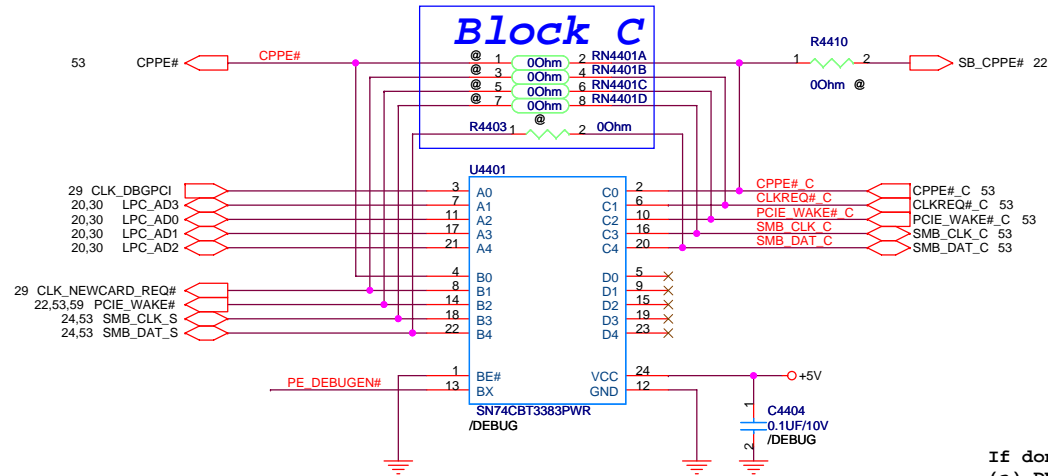 Block C
53 CPPE# CPPE# @ 1 0Ohm 2 RN4401A 1 R4410 2 SB_CPPE# 22
@ 3 0Ohm 4 RN4401B
@ 5 0Ohm 6 RN4401C 0Ohm @
@ 7 0Ohm 8 RN4401D
@
R4403 1 2 0Ohm
U4401
29 CLK_DBGPCI 3 A0 C0 2 CPPE#_C CPPE#_C 53
20,30 LPC_AD3 7 A1 C1 6 CLKREQ#_C CLKREQ#_C 53
20,30 LPC_AD0 11 A2 C2 10 PCIE_WAKE#_C PCIE_WAKE#_C 53
20,30 LPC_AD1 17 A3 C3 16 SMB_CLK_C SMB_CLK_C 53
20,30 LPC_AD2 21 A4 C4 20 SMB_DAT_C SMB_DAT_C 53
4 B0 D0 5
29 CLK_NEWCARD_REQ# 8 B1 D1 9
22,53,59 PCIE_WAKE# 14 B2 D2 15
24,53 SMB_CLK_S 18 B3 D3 19
24,53 SMB_DAT_S 22 B4 D4 23
1 BE# VCC 24 +5V
PE_DEBUGEN# 13 BX GND 12
SN74CBT3383PWR
/DEBUG
1 C4404
0.1UF/10V
2 /DEBUG
If don